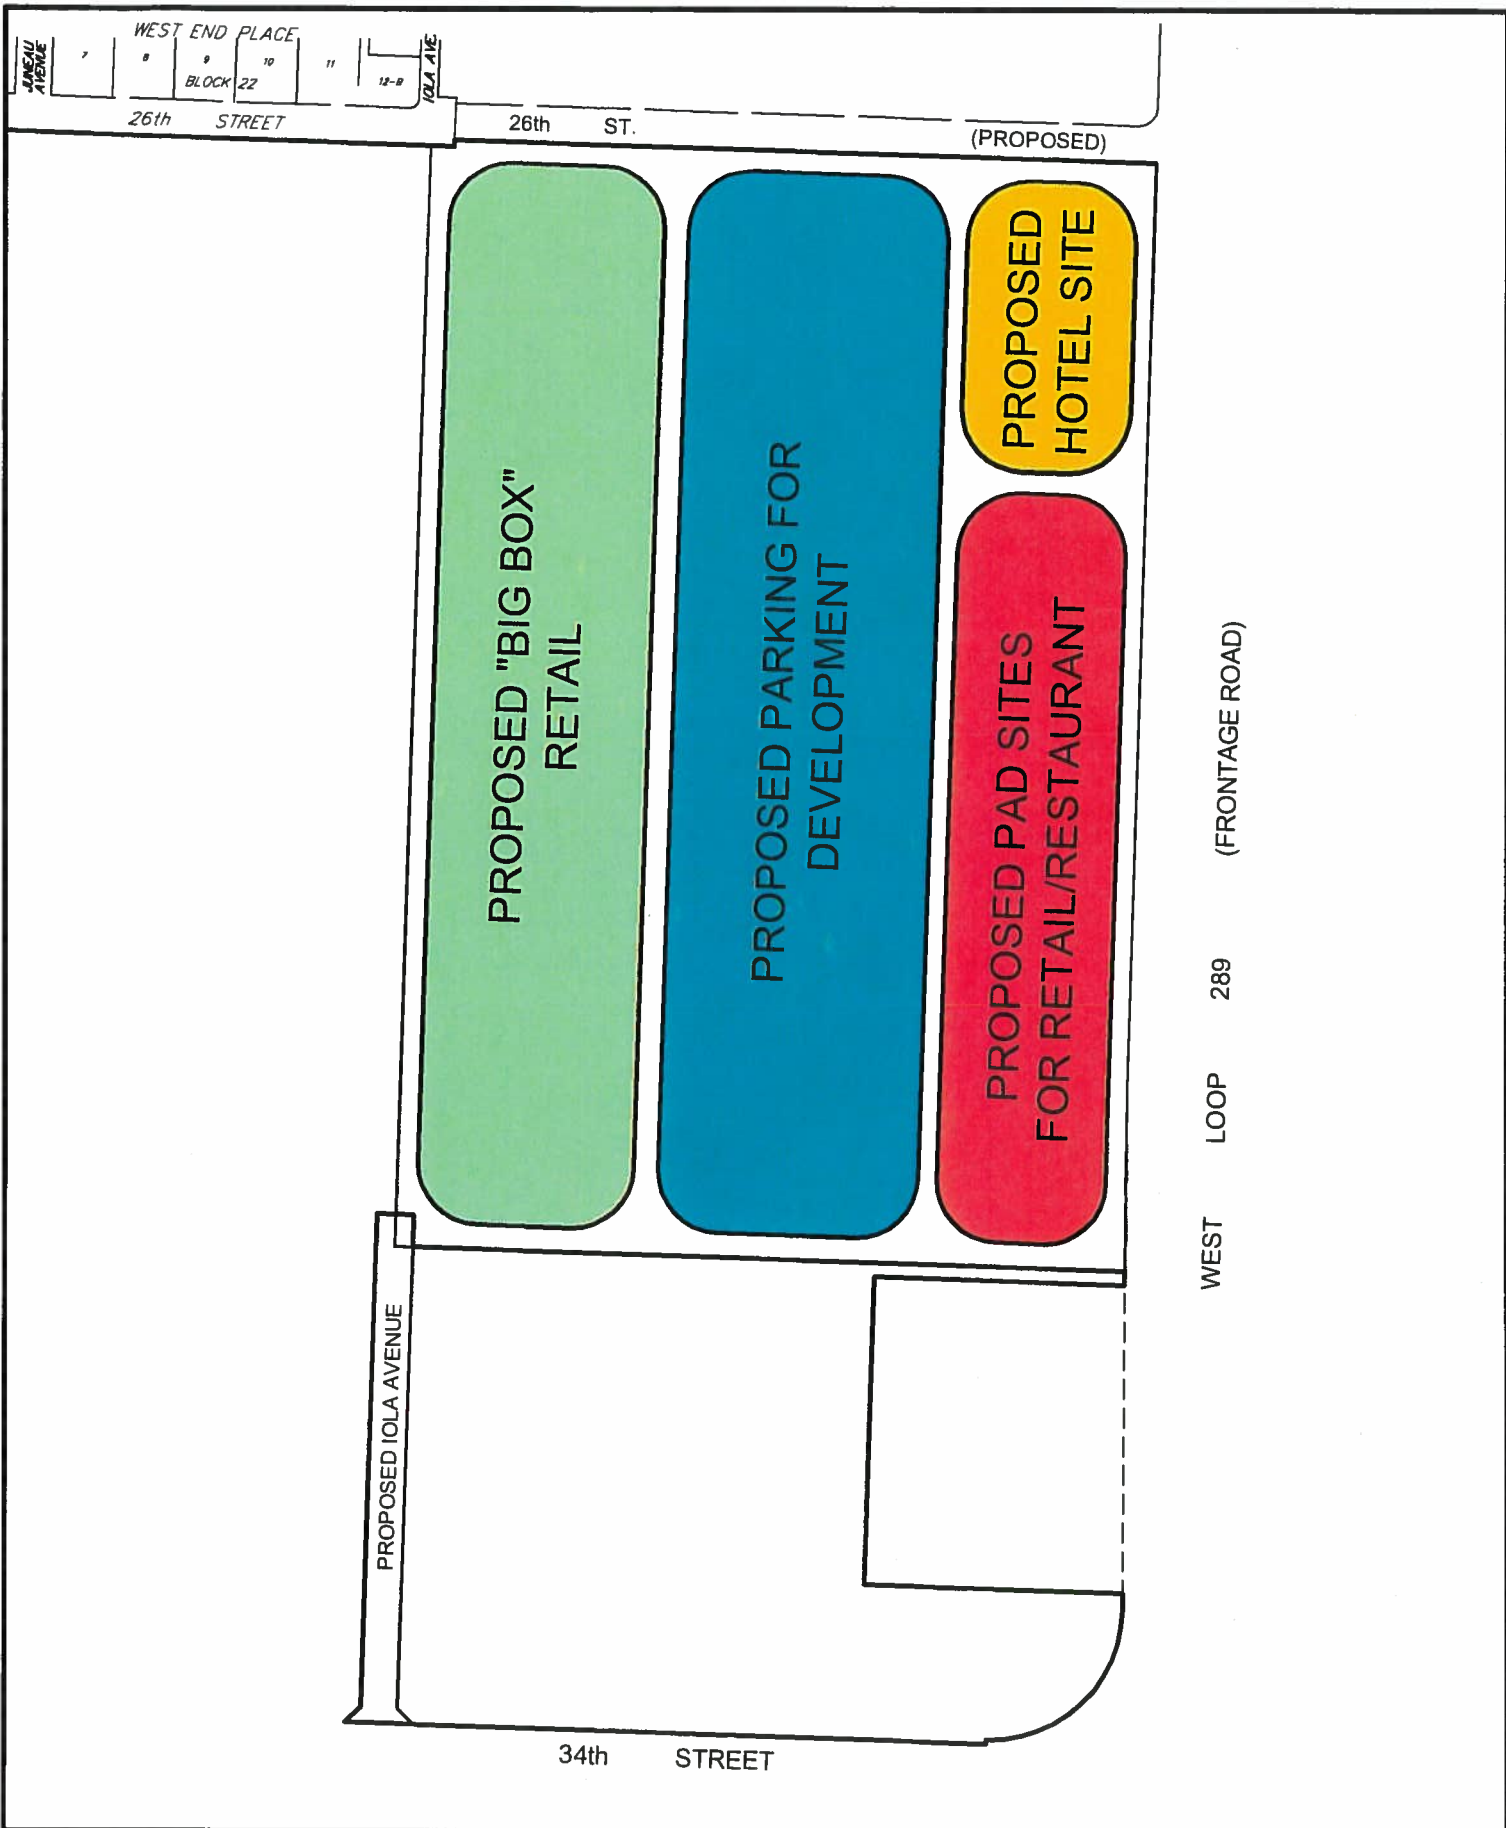 WEST END PLACE
JUNEAU
AVENUE
7
8
9
10
11
12-B
BLOCK 22
IOLA AVE.
26th STREET
26th ST.
(PROPOSED)
PROPOSED "BIG BOX"
RETAIL
PROPOSED PARKING FOR
DEVELOPMENT
PROPOSED
HOTEL SITE
PROPOSED PAD SITES
FOR RETAIL/RESTAURANT
WEST LOOP 289 (FRONTAGE ROAD)
PROPOSED IOLA AVENUE
34th STREET